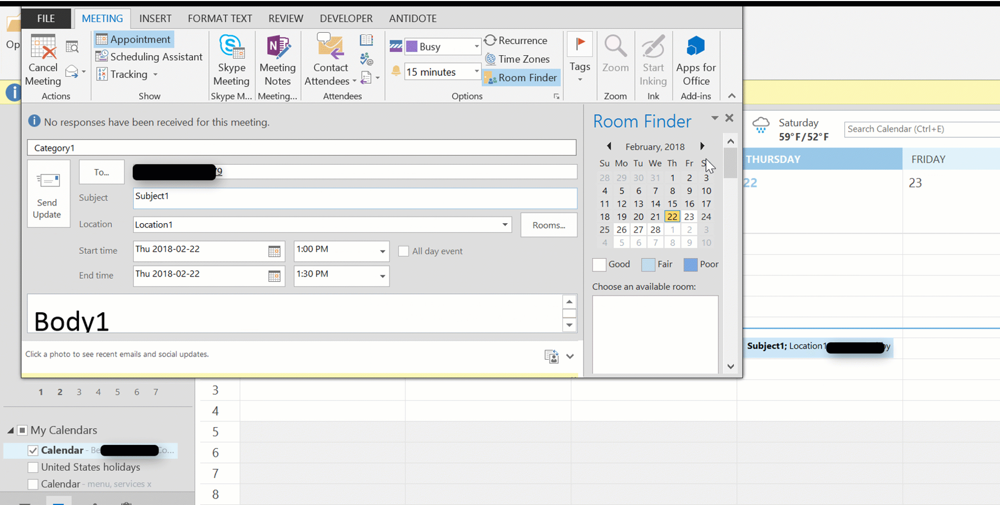 FILE MEETING INSERT FORMAT TEXT REVIEW DEVELOPER ANTIDOTE
Op
Cancel
Meeting
Actions
Appointment
Scheduling Assistant
Tracking
Show
Skype
Meeting
Skype M...
Meeting
Notes
Meeting...
Contact
Attendees
Attendees
Busy
15 minutes
Recurrence
Time Zones
Room Finder
Options
Tags
Zoom
Zoom
Start
Inking
Ink
Apps for
Office
Add-ins
No responses have been received for this meeting.
Category1
Send
Update
To...
9
Subject Subject1
Location Location1 Rooms...
Start time Thu 2018-02-22 1:00 PM All day event
End time Thu 2018-02-22 1:30 PM
Body1
Click a photo to see recent emails and social updates.
Room Finder
February, 2018
Su Mo Tu We Th Fr
28 29 30 31 1 2 3
4 5 6 7 8 9 10
11 12 13 14 15 16 17
18 19 20 21 22 23 24
25 26 27 28 1 2 3
4 5 6 7 8 9 10
Good Fair Poor
Choose an available room:
Saturday
59°F/52°F
Search Calendar (Ctrl+E)
THURSDAY FRIDAY
22 23
Subject1; Location1 by
1 2 3 4 5 6 7
My Calendars
Calendar - Be Co...
United States holidays
Calendar - menu, services x
3
4
5
6
7
8